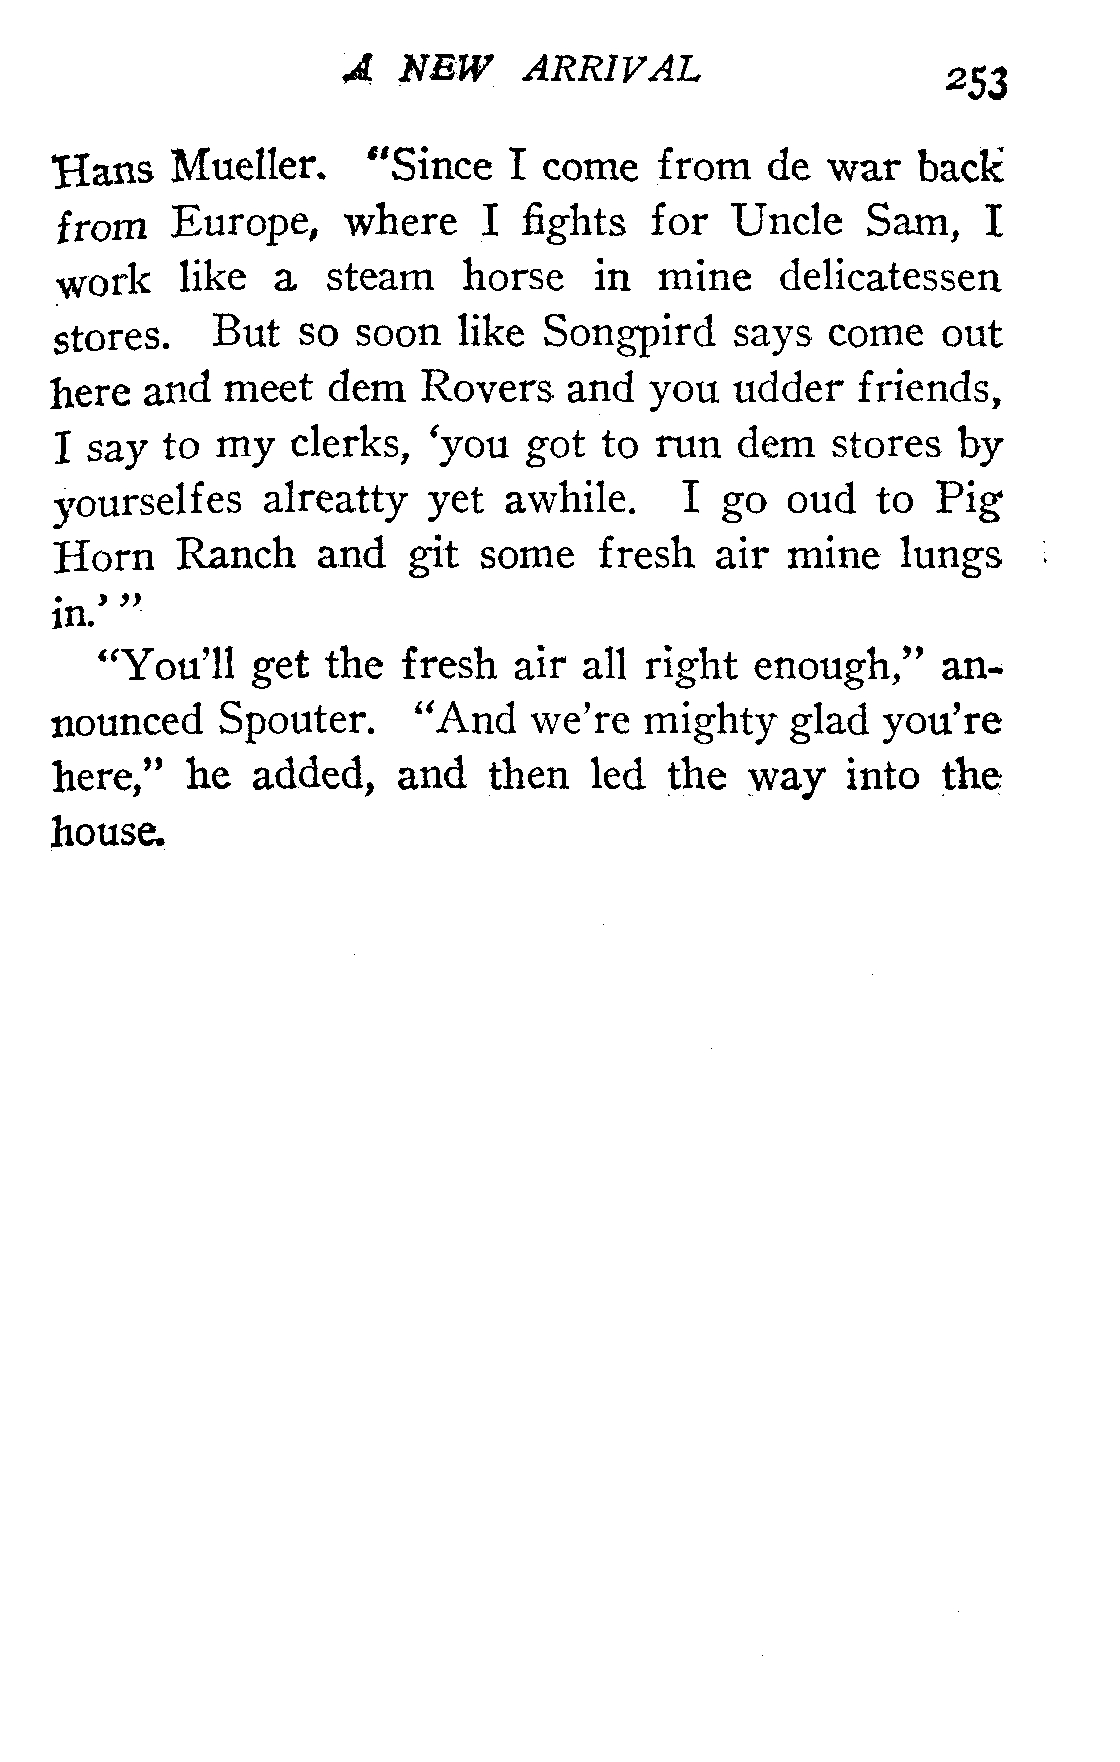 A NEW ARRIVAL 253
Hans Mueller. “Since I come from de war back
from Europe, where I fights for Uncle Sam, I
work like a steam horse in mine delicatessen
stores. But so soon like Songpird says come out
here and meet dem Rovers and you udder friends,
I say to my clerks, ‘you got to run dem stores by
yourselfes alreatty yet awhile. I go oud to Pig
Horn Ranch and git some fresh air mine lungs
in.’ ”
“You’ll get the fresh air all right enough,” an-
nounced Spouter. “And we’re mighty glad you’re
here,” he added, and then led the way into the
house.